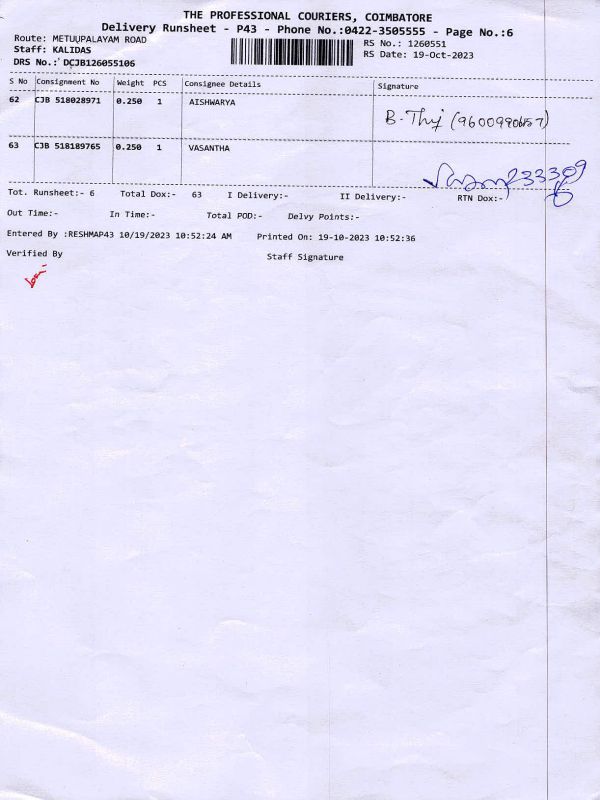 THE PROFESSIONAL COURIERS, COIMBATORE
Delivery Runsheet - P43 - Phone No.:0422-3505555 - Page No.:6
Route: METUUPALAYAM ROAD
RS No.: 1260551
Staff: KALIDAS
RS Date: 19-Oct-2023
DRS No.: DCJB126055106
S No Consignment No Weight PCS Consignee Details Signature
62 CJB 518028971 0.250 1 AISHWARYA
B. (9600990657)
63 CJB 518189765 0.250 1 VASANTHA
Tot. Runsheet:- 6 Total Dox:- 63 I Delivery:- II Delivery:- RTN Dox:-
Out Time:- In Time:- Total POD:- Delvy Points:-
Entered By :RESHMAP43 10/19/2023 10:52:24 AM Printed On: 19-10-2023 10:52:36
Verified By Staff Signature